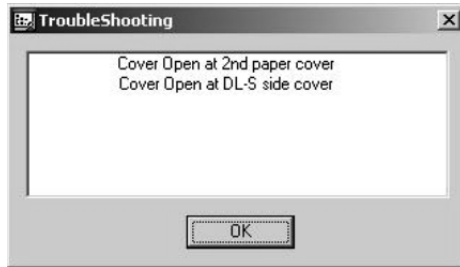 TroubleShooting
Cover Open at 2nd paper cover
Cover Open at DL-S side cover
OK